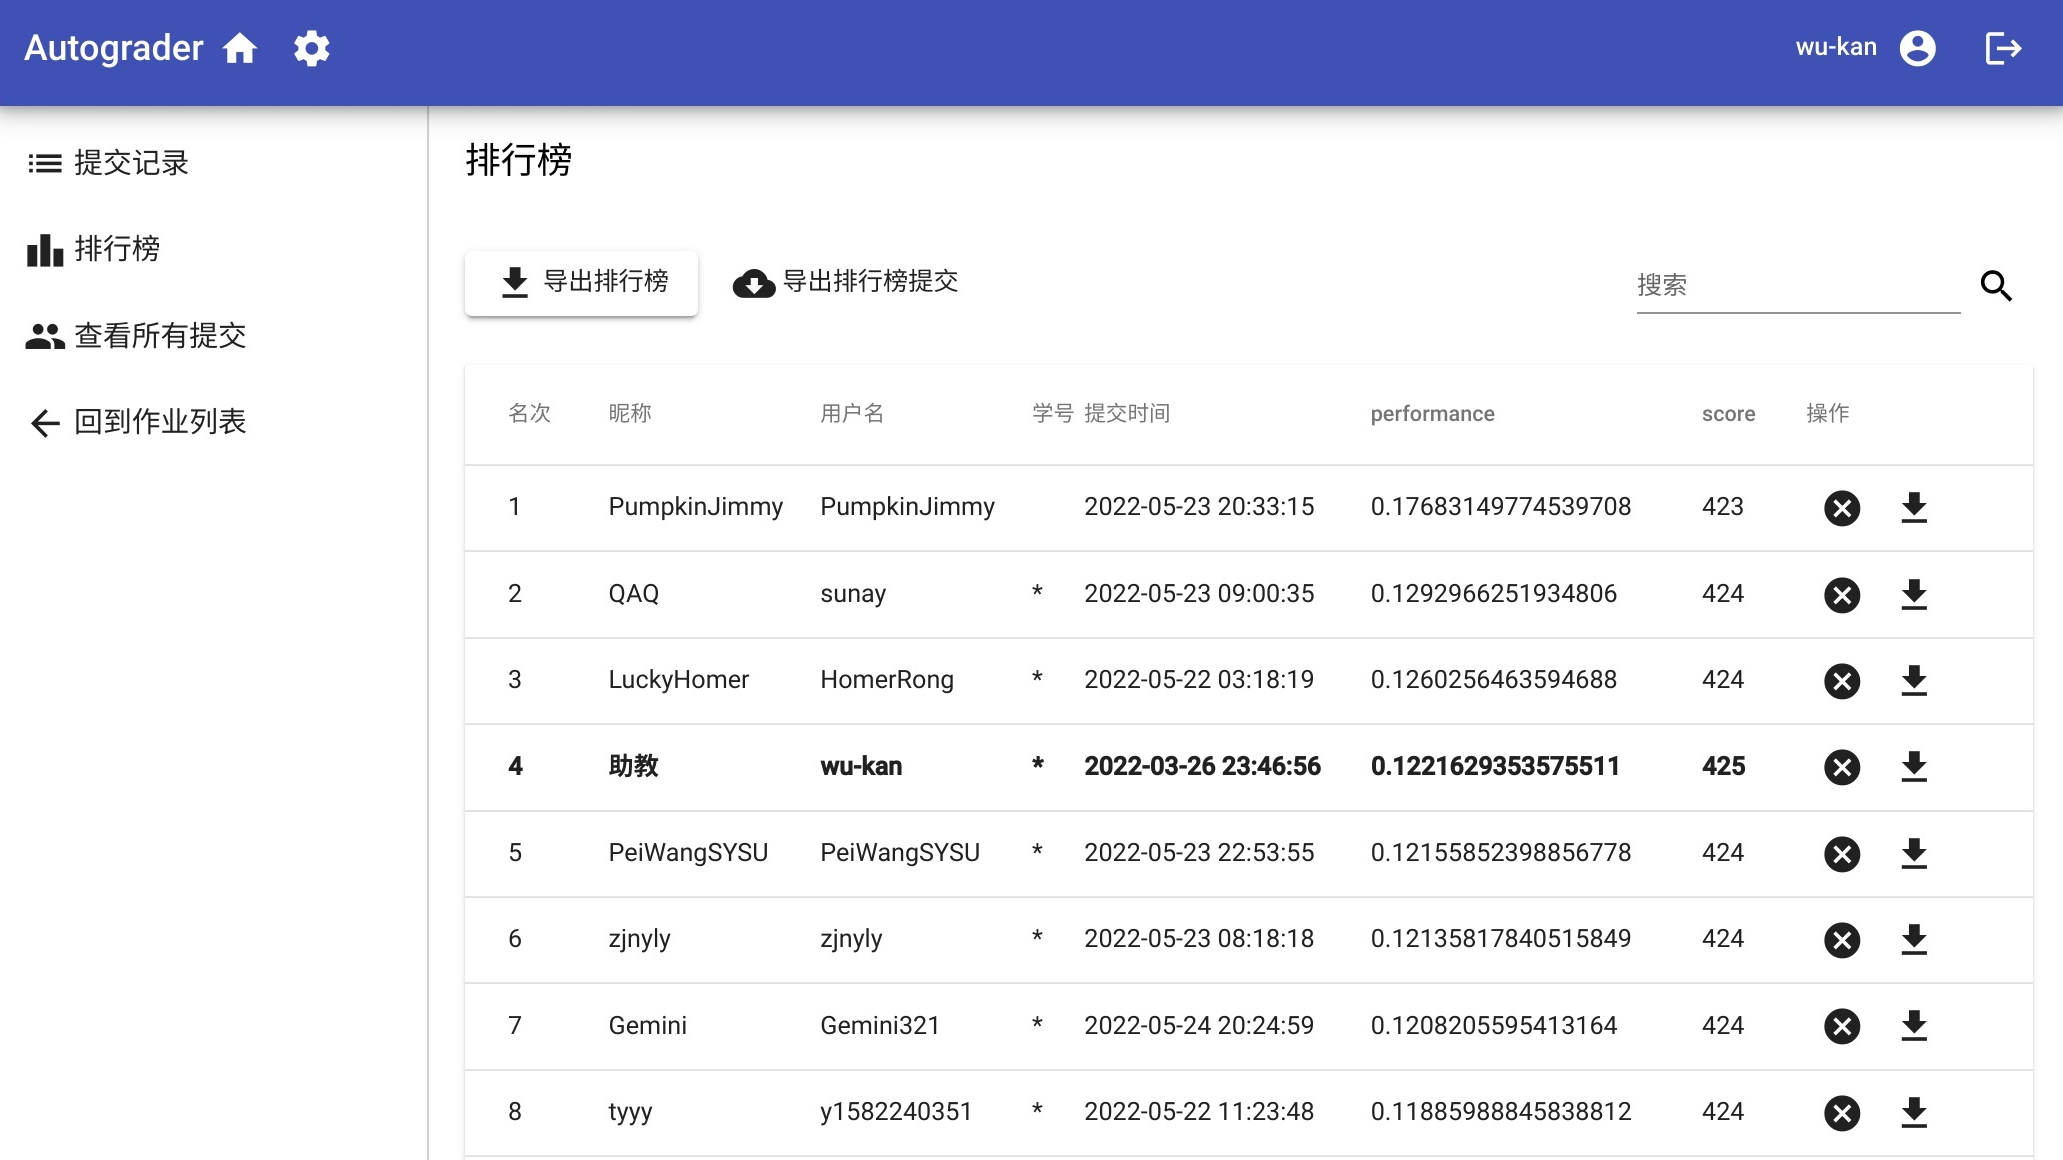 Autograder
wu-kan
提交记录
排行榜
查看所有提交
回到作业列表
排行榜
导出排行榜 导出排行榜提交
搜索
名次 昵称 用户名 学号 提交时间 performance score 操作
1 PumpkinJimmy PumpkinJimmy 2022-05-23 20:33:15 0.17683149774539708 423
2 QAQ sunay * 2022-05-23 09:00:35 0.1292966251934806 424
3 LuckyHomer HomerRong * 2022-05-22 03:18:19 0.1260256463594688 424
4 助教 wu-kan * 2022-03-26 23:46:56 0.1221629353575511 425
5 PeiWangSYSU PeiWangSYSU * 2022-05-23 22:53:55 0.12155852398856778 424
6 zjnyly zjnyly * 2022-05-23 08:18:18 0.12135817840515849 424
7 Gemini Gemini321 * 2022-05-24 20:24:59 0.1208205595413164 424
8 tyyy y1582240351 * 2022-05-22 11:23:48 0.11885988845838812 424